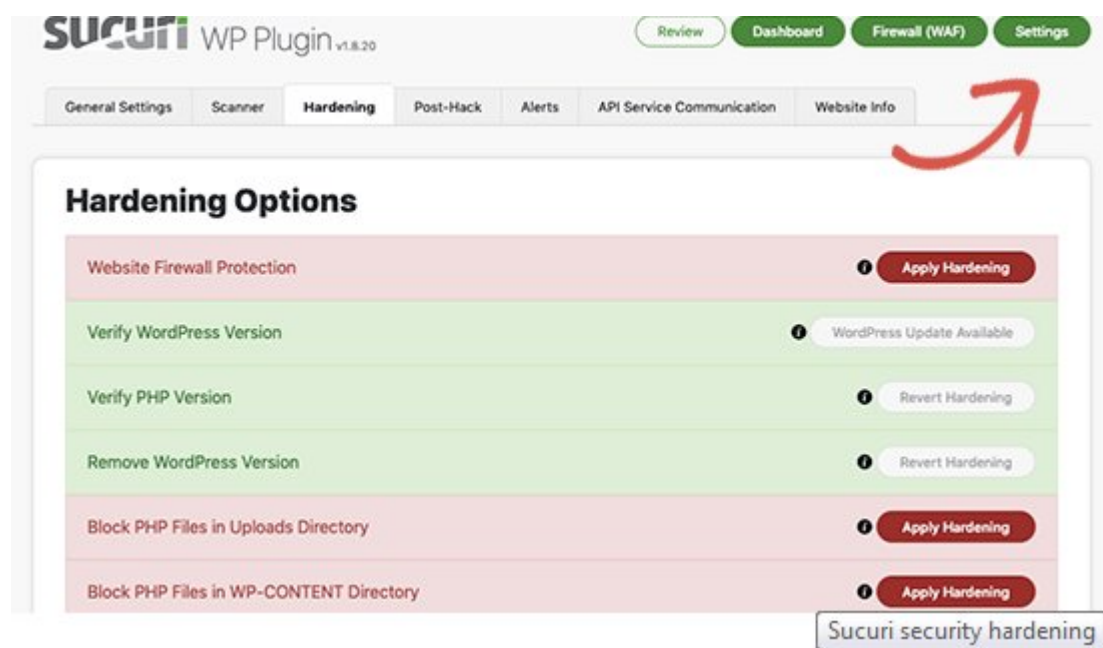 SUCURi WP Plugin v1.8.20
Review Dashboard Firewall (WAF) Settings
General Settings Scanner Hardening Post-Hack Alerts API Service Communication Website Info
Hardening Options
Website Firewall Protection i Apply Hardening
Verify WordPress Version i WordPress Update Available
Verify PHP Version i Revert Hardening
Remove WordPress Version i Revert Hardening
Block PHP Files in Uploads Directory i Apply Hardening
Block PHP Files in WP-CONTENT Directory i Apply Hardening
Sucuri security hardening